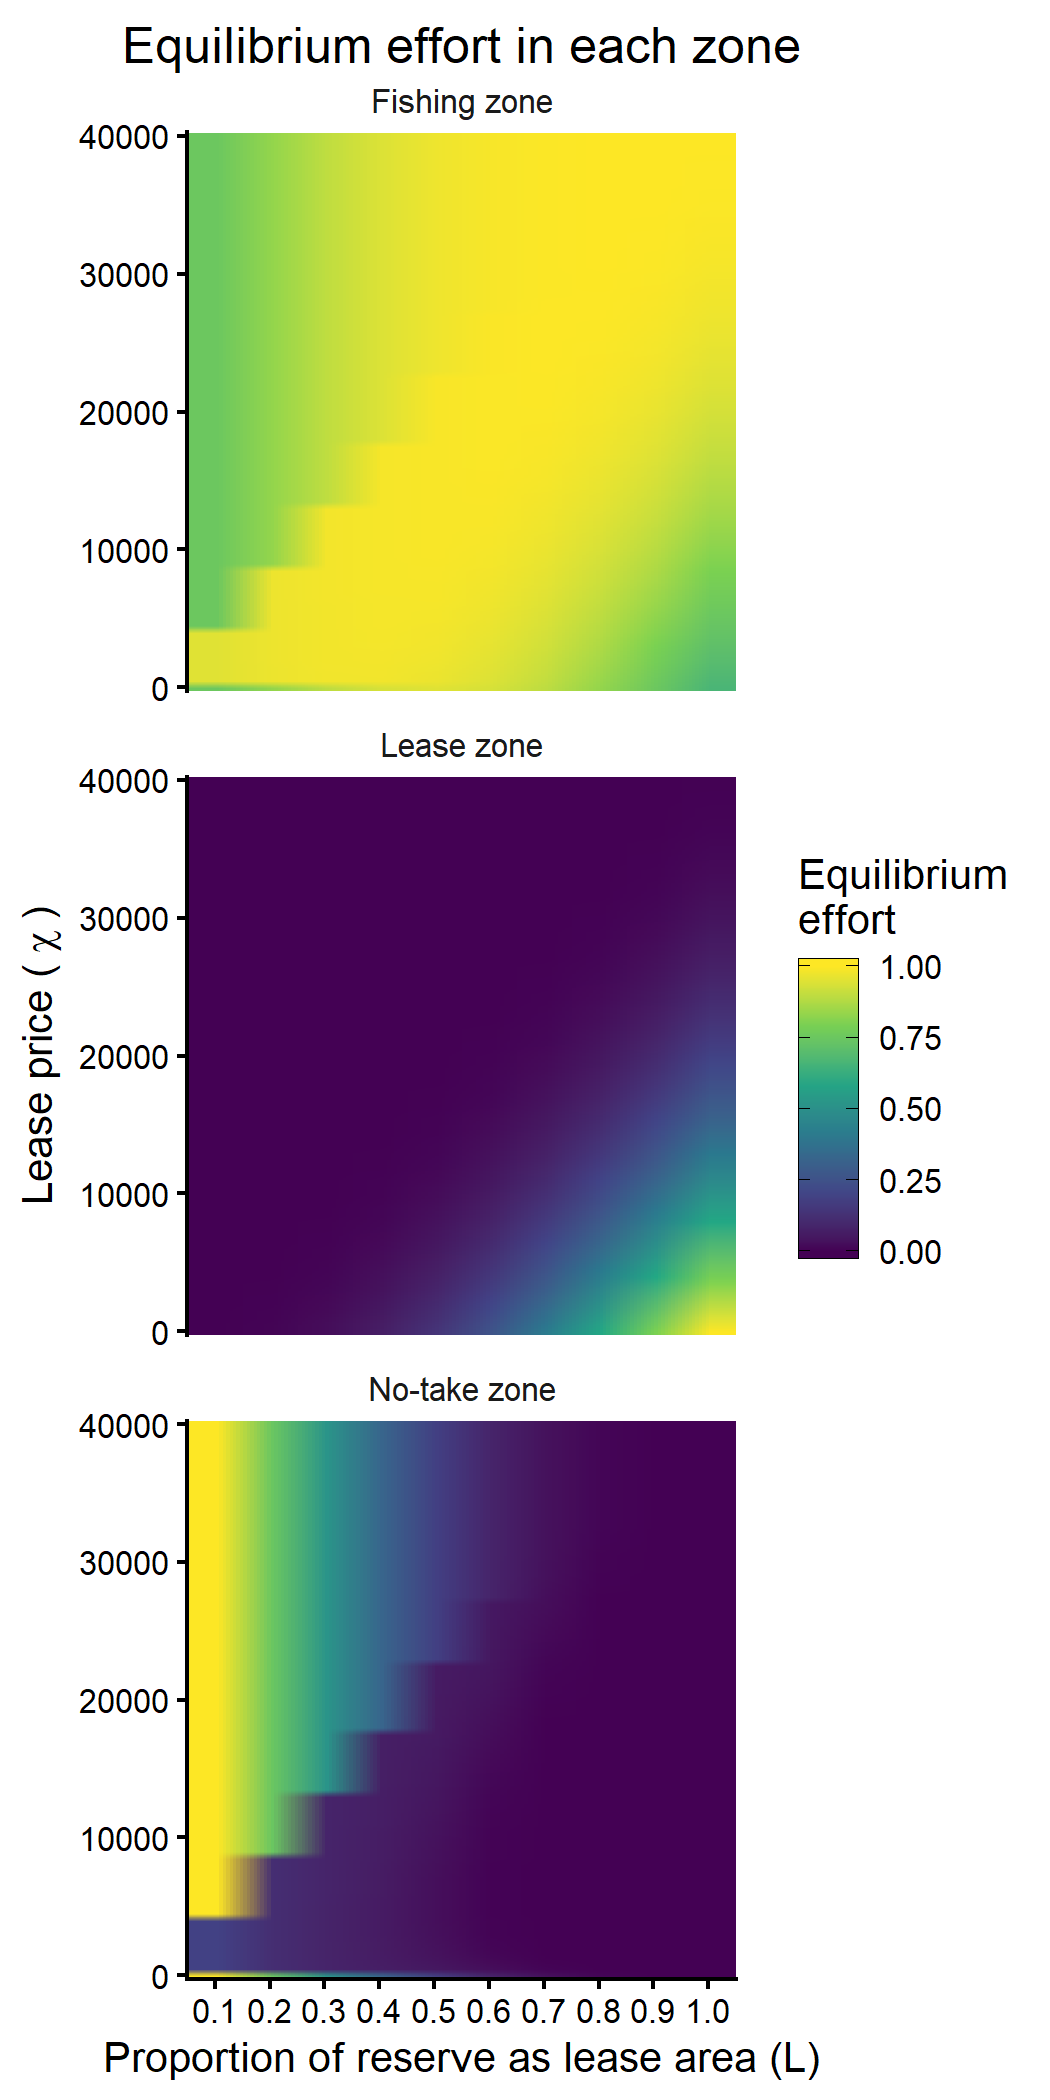 Equilibrium effort in each zone
Fishing zone
40000
30000
20000
10000
0
Lease zone
40000
30000
20000
10000
0
Lease price ( χ )
Equilibrium
effort
1.00
0.75
0.50
0.25
0.00
No-take zone
40000
30000
20000
10000
0
0.1 0.2 0.3 0.4 0.5 0.6 0.7 0.8 0.9 1.0
Proportion of reserve as lease area (L)